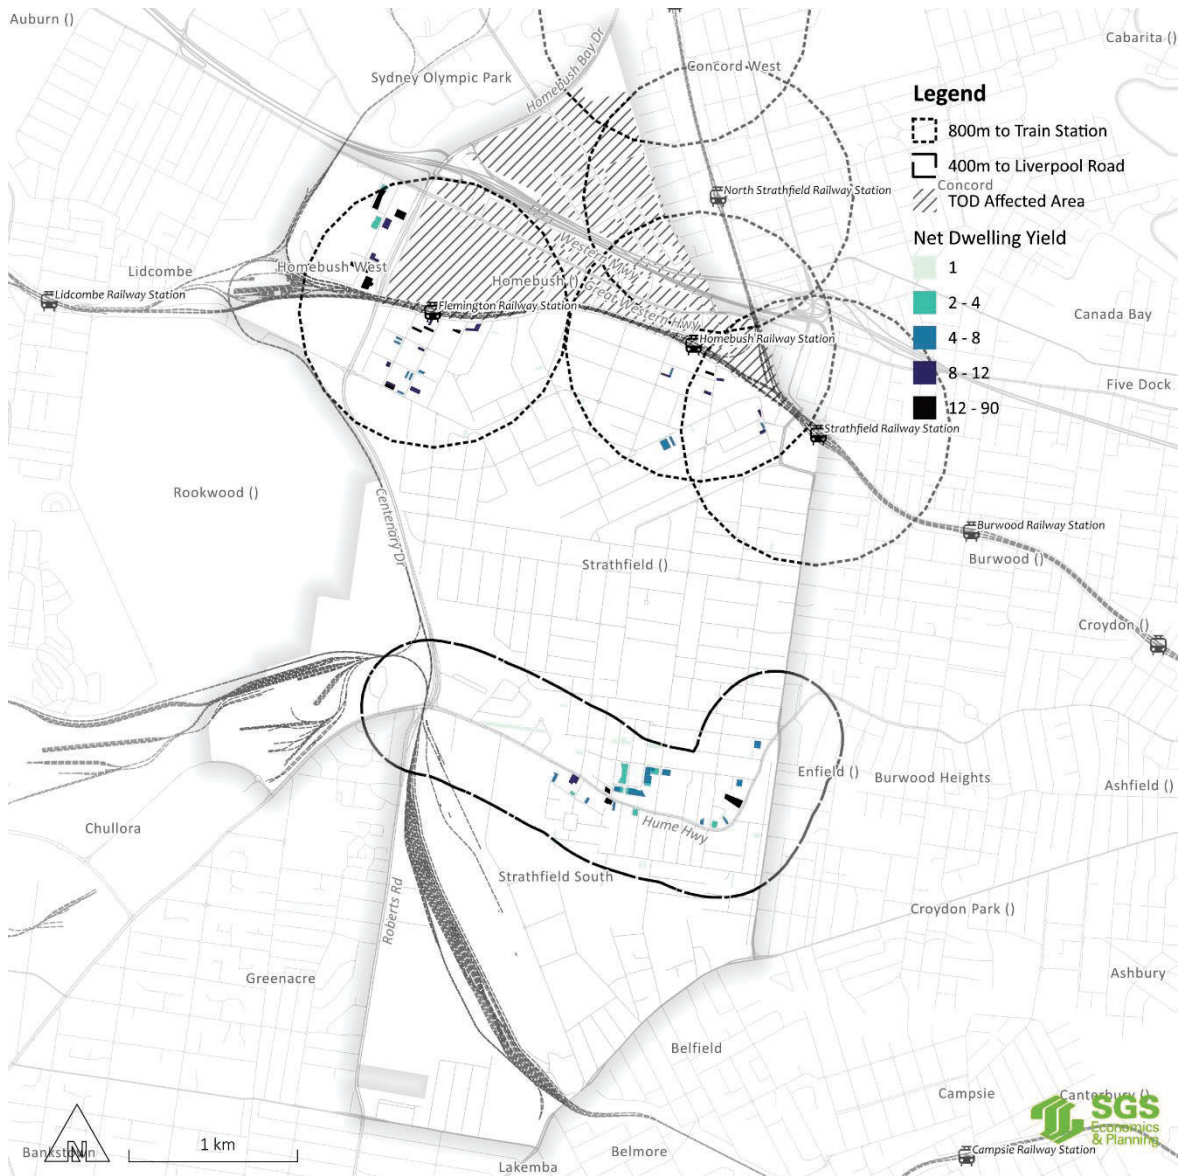 Auburn ()
Cabarita ()
Homebush Bay Dr
Concord West
Sydney Olympic Park
Legend
800m to Train Station
400m to Liverpool Road
Concord
TOD Affected Area
North Strathfield Railway Station
Net Dwelling Yield
1
2 - 4
4 - 8
8 - 12
12 - 90
Western Mwy
Lidcombe
Homebush West
Homebush ()
Great Western Hwy
Lidcombe Railway Station
Flemington Railway Station
Canada Bay
Homebush Railway Station
Five Dock
Strathfield Railway Station
Rookwood ()
Centenary Dr
Burwood Railway Station
Burwood ()
Strathfield ()
Croydon ()
Enfield ()
Burwood Heights
Ashfield ()
Chullora
Hume Hwy
Strathfield South
Roberts Rd
Croydon Park ()
Greenacre
Ashbury
Belfield
Campsie
Canterbury ()
SGS
Economics
& Planning
N
1 km
Bankstown
Belmore
Campsie Railway Station
Lakemba